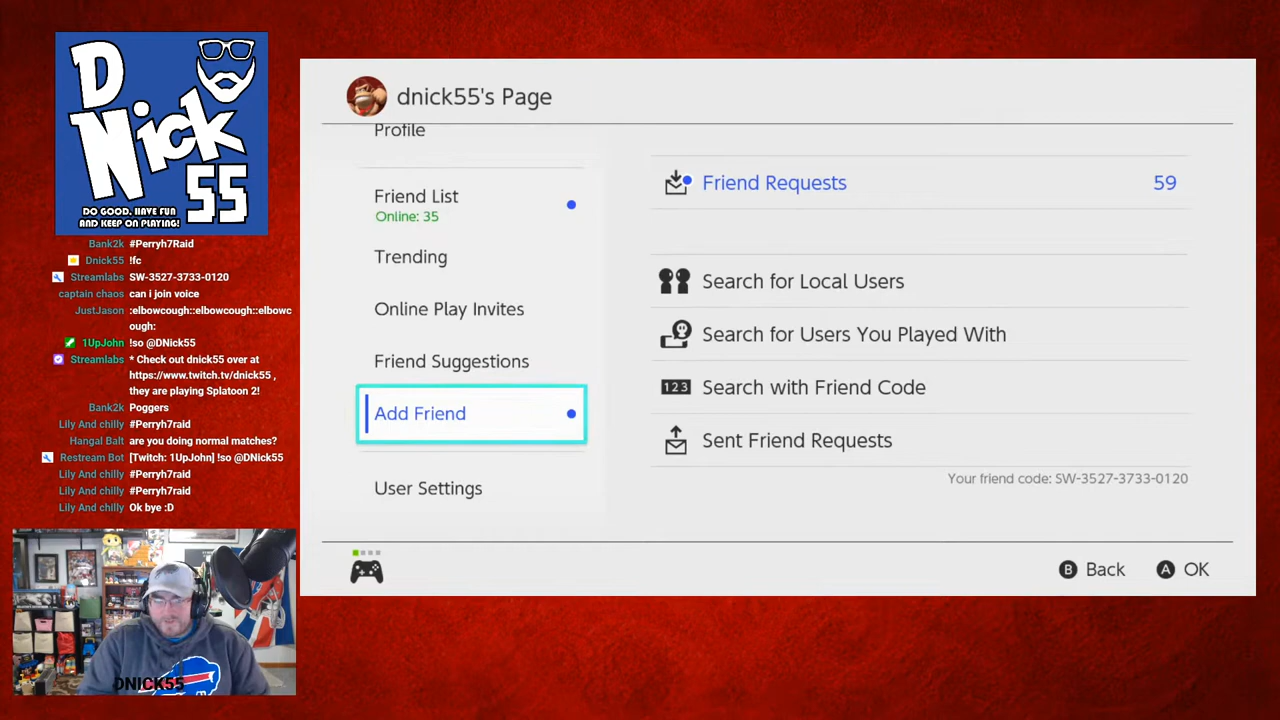 D
Nick
55
DO GOOD, HAVE FUN
AND KEEP ON PLAYING!
Bank2k #Perryh7Raid
Dnick55 !fc
Streamlabs SW-3527-3733-0120
captain chaos can i join voice
JustJason :elbowcough::elbowcough::elbowc
ough:
1UpJohn !so @DNick55
Streamlabs * Check out dnick55 over at
https://www.twitch.tv/dnick55 ,
they are playing Splatoon 2!
Bank2k Poggers
Lily And chilly #Perryh7raid
Hangal Balt are you doing normal matches?
Restream Bot [Twitch: 1UpJohn] !so @DNick55
Lily And chilly #Perryh7raid
Lily And chilly #Perryh7raid
Lily And chilly Ok bye :D
DNICK55
dnick55's Page
Profile
Friend List
Online: 35
Trending
Online Play Invites
Friend Suggestions
Add Friend
User Settings
Friend Requests 59
Search for Local Users
Search for Users You Played With
123 Search with Friend Code
Sent Friend Requests
Your friend code: SW-3527-3733-0120
B Back A OK